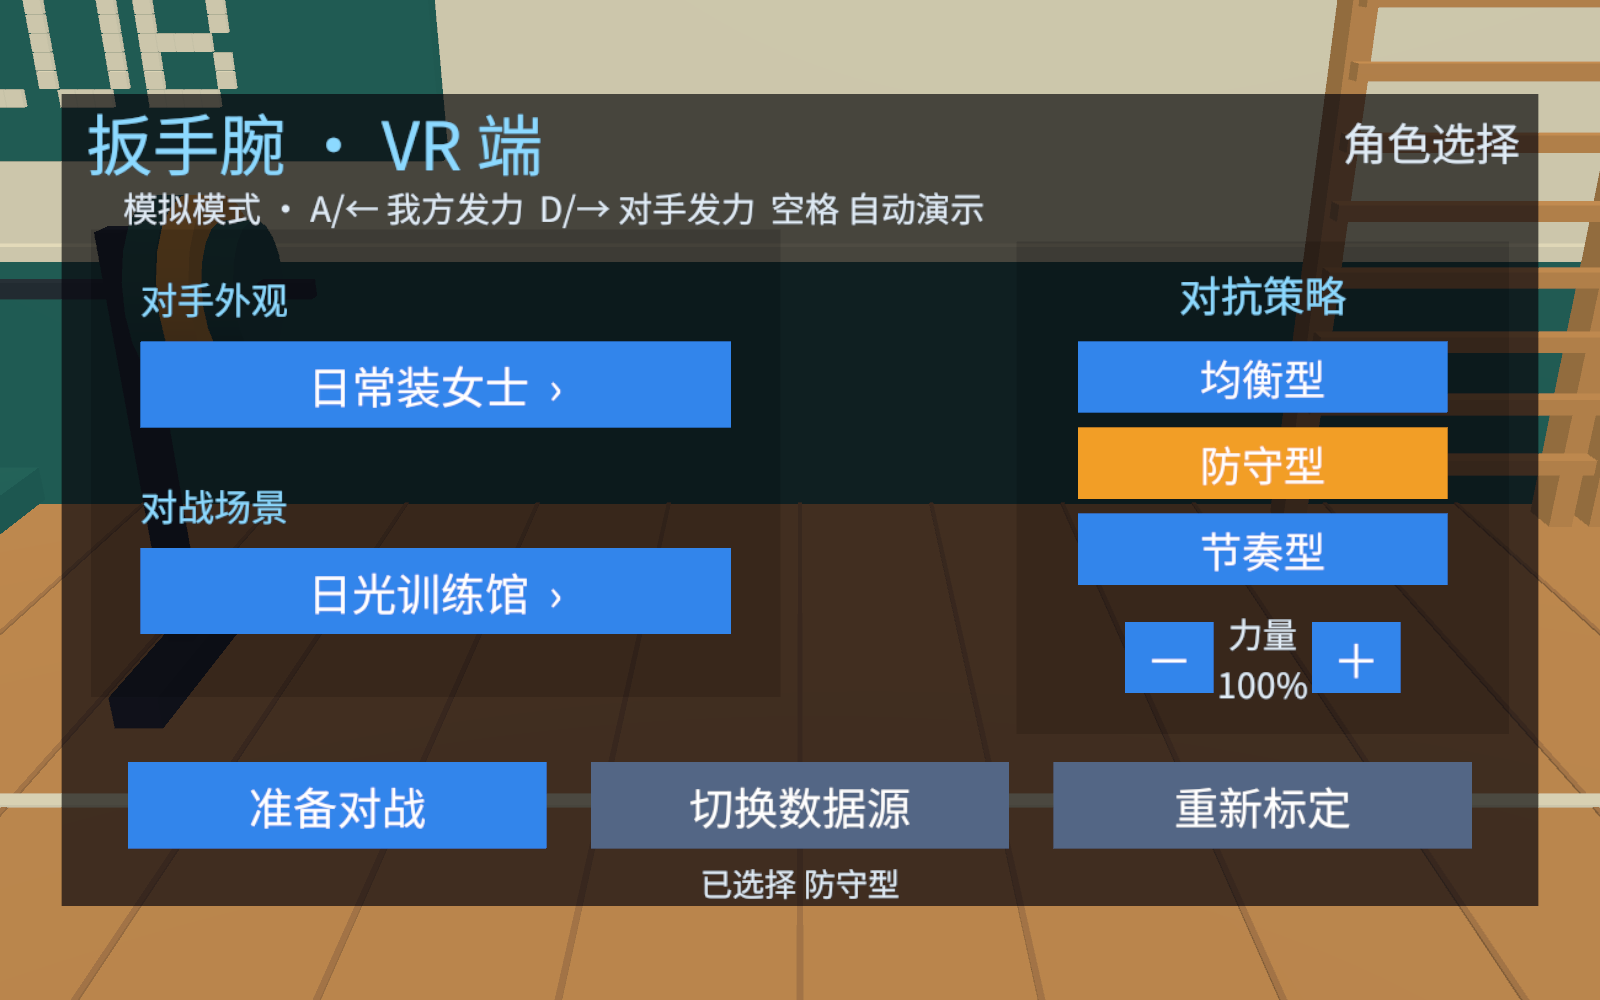 扳手腕 · VR 端
角色选择
模拟模式 · A/← 我方发力 D/→ 对手发力 空格 自动演示
对手外观
日常装女士 ›
对战场景
日光训练馆 ›
对抗策略
均衡型
防守型
节奏型
－ 力量 ＋
100%
准备对战
切换数据源
重新标定
已选择 防守型